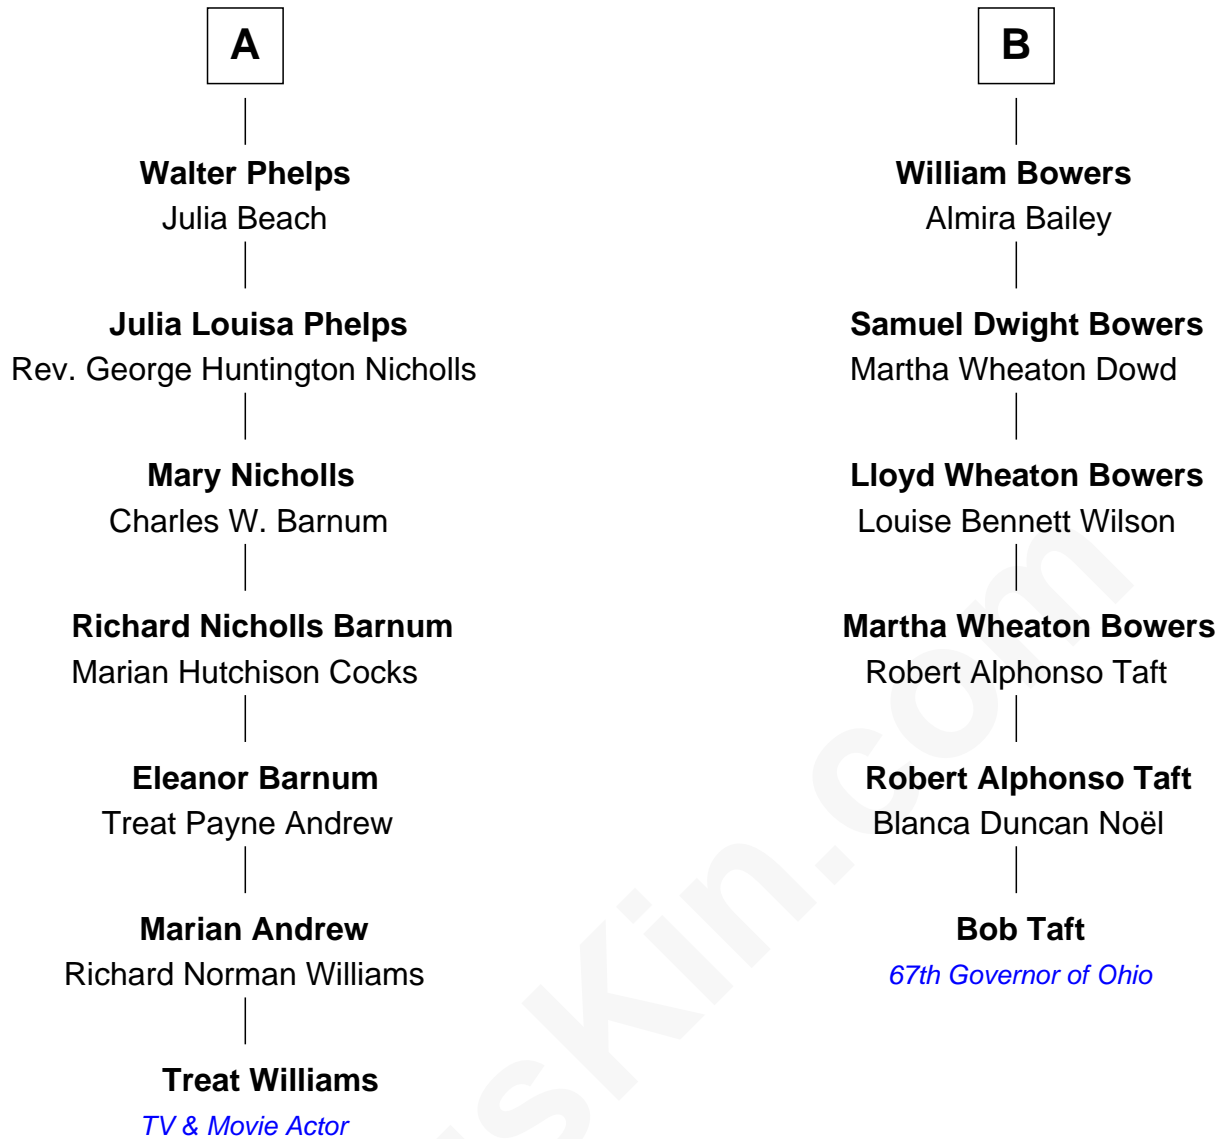 A
Walter Phelps
Julia Beach
Julia Louisa Phelps
Rev. George Huntington Nicholls
Mary Nicholls
Charles W. Barnum
Richard Nicholls Barnum
Marian Hutchison Cocks
Eleanor Barnum
Treat Payne Andrew
Marian Andrew
Richard Norman Williams
Treat Williams
TV & Movie Actor
B
William Bowers
Almira Bailey
Samuel Dwight Bowers
Martha Wheaton Dowd
Lloyd Wheaton Bowers
Louise Bennett Wilson
Martha Wheaton Bowers
Robert Alphonso Taft
Robert Alphonso Taft
Blanca Duncan Noël
Bob Taft
67th Governor of Ohio
usKin.com